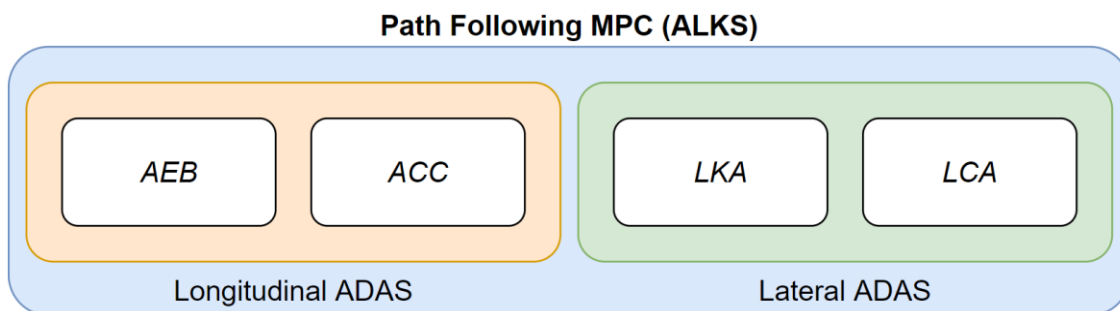 Path Following MPC (ALKS)
AEB
ACC
LKA
LCA
Longitudinal ADAS
Lateral ADAS